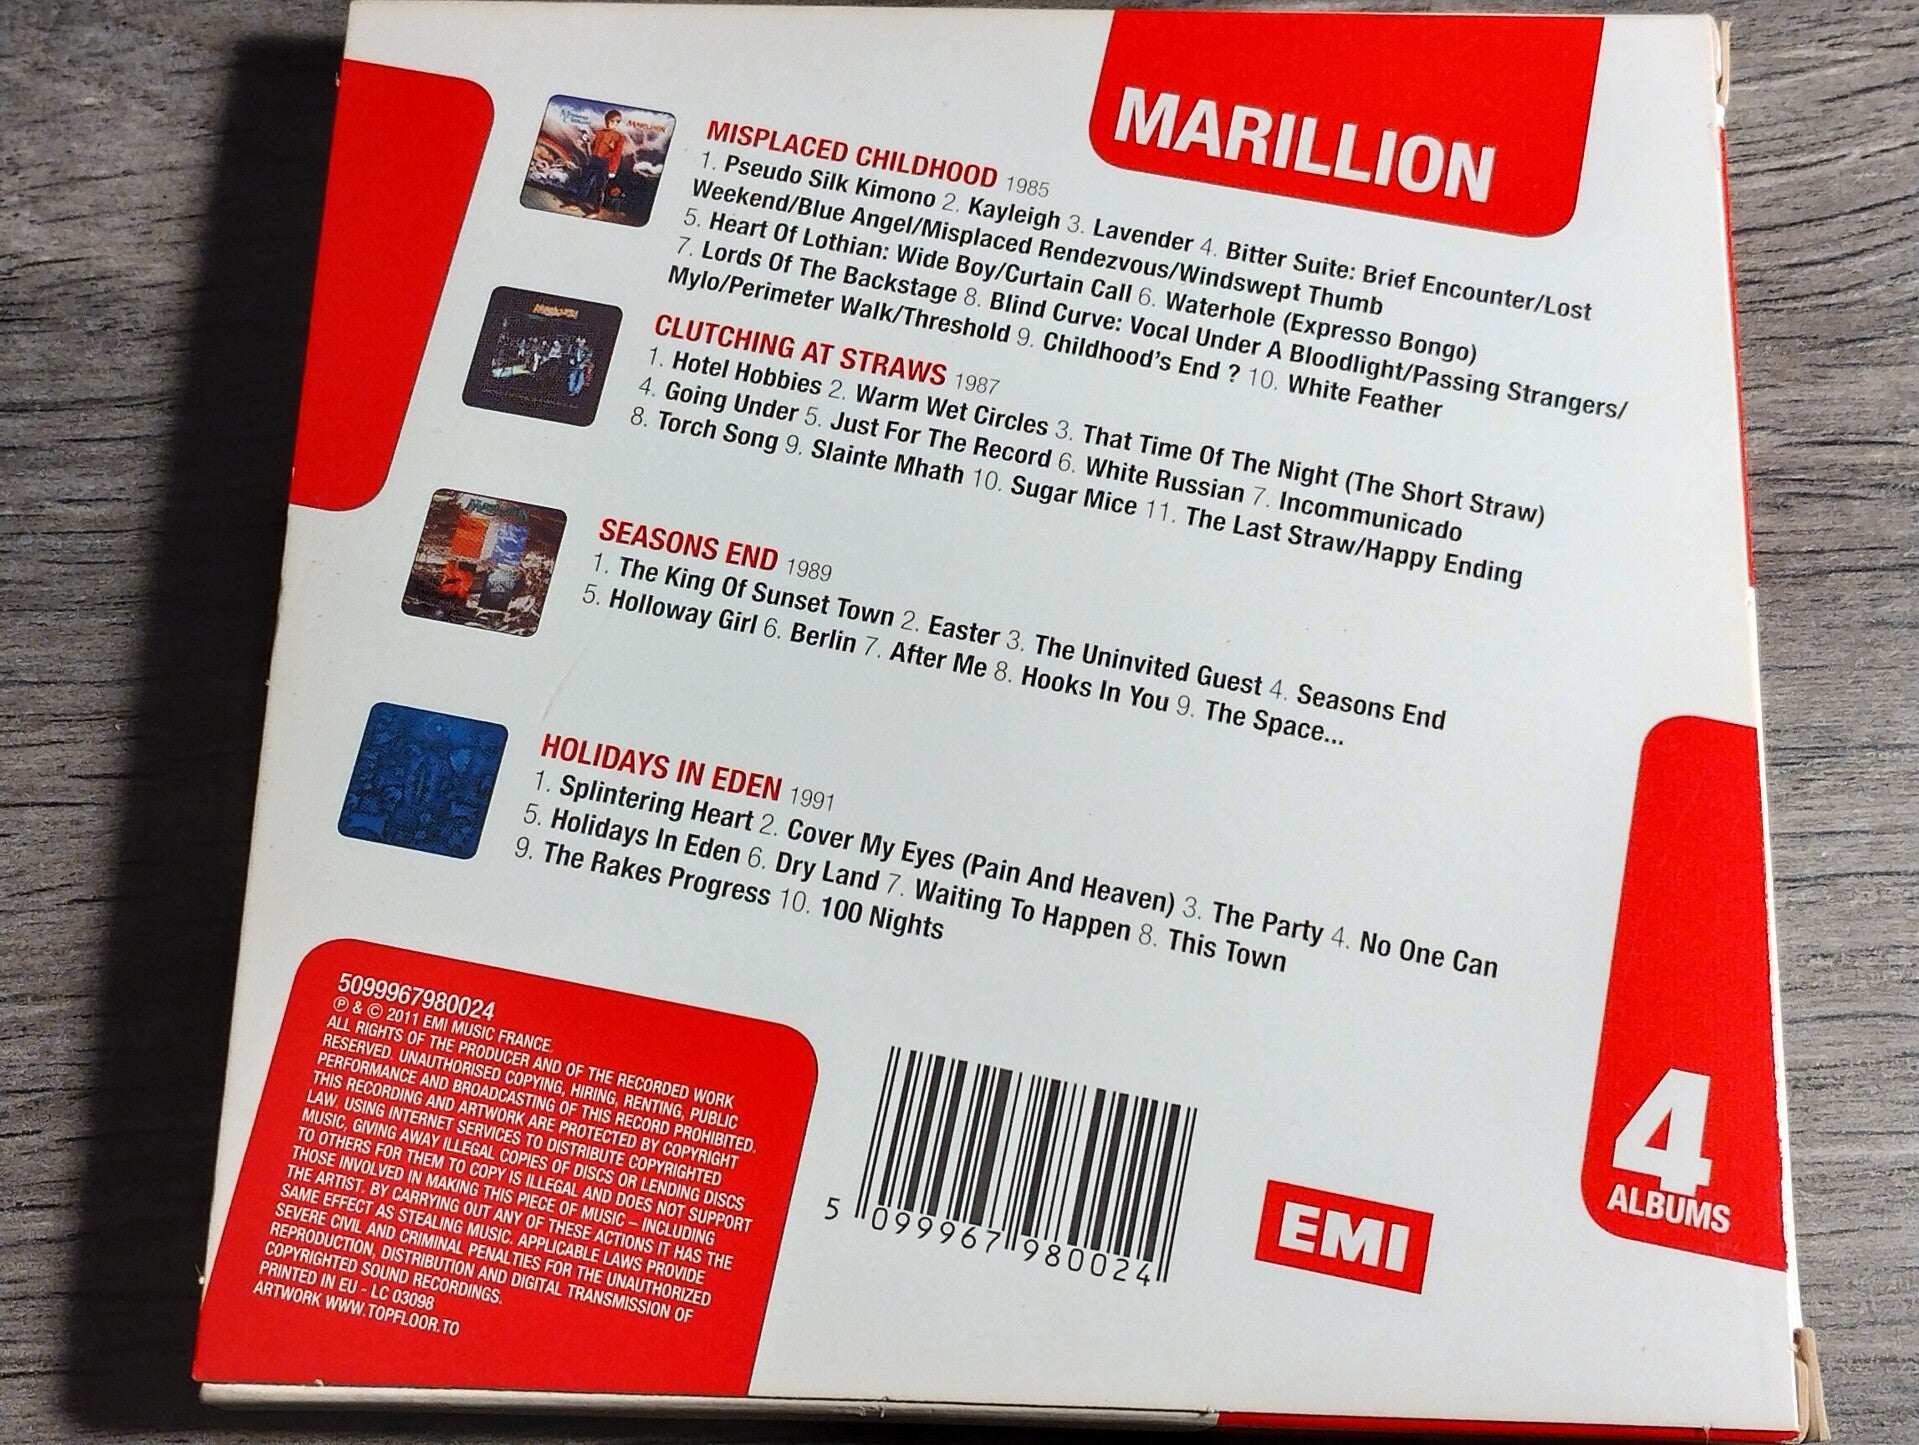 MARILLION
MISPLACED CHILDHOOD 1985
1. Pseudo Silk Kimono 2. Kayleigh 3. Lavender 4. Bitter Suite: Brief Encounter/Lost
Weekend/Blue Angel/Misplaced Rendezvous/Windswept Thumb
5. Heart Of Lothian: Wide Boy/Curtain Call 6. Waterhole (Expresso Bongo)
7. Lords Of The Backstage 8. Blind Curve: Vocal Under A Bloodlight/Passing Strangers/
Mylo/Perimeter Walk/Threshold 9. Childhood's End ? 10. White Feather
CLUTCHING AT STRAWS 1987
1. Hotel Hobbies 2. Warm Wet Circles 3. That Time Of The Night (The Short Straw)
4. Going Under 5. Just For The Record 6. White Russian 7. Incommunicado
8. Torch Song 9. Slainte Mhath 10. Sugar Mice 11. The Last Straw/Happy Ending
SEASONS END 1989
1. The King Of Sunset Town 2. Easter 3. The Uninvited Guest 4. Seasons End
5. Holloway Girl 6. Berlin 7. After Me 8. Hooks In You 9. The Space...
HOLIDAYS IN EDEN 1991
1. Splintering Heart 2. Cover My Eyes (Pain And Heaven) 3. The Party 4. No One Can
5. Holidays In Eden 6. Dry Land 7. Waiting To Happen 8. This Town
9. The Rakes Progress 10. 100 Nights
5099967980024
℗ & © 2011 EMI MUSIC FRANCE.
ALL RIGHTS OF THE PRODUCER AND OF THE RECORDED WORK
RESERVED. UNAUTHORISED COPYING, HIRING, RENTING, PUBLIC
PERFORMANCE AND BROADCASTING OF THIS RECORD PROHIBITED.
THIS RECORDING AND ARTWORK ARE PROTECTED BY COPYRIGHT
LAW. USING INTERNET SERVICES TO DISTRIBUTE COPYRIGHTED
MUSIC, GIVING AWAY ILLEGAL COPIES OF DISCS OR LENDING DISCS
TO OTHERS FOR THEM TO COPY IS ILLEGAL AND DOES NOT SUPPORT
THOSE INVOLVED IN MAKING THIS PIECE OF MUSIC – INCLUDING
THE ARTIST. BY CARRYING OUT ANY OF THESE ACTIONS IT HAS THE
SAME EFFECT AS STEALING MUSIC. APPLICABLE LAWS PROVIDE
SEVERE CIVIL AND CRIMINAL PENALTIES FOR THE UNAUTHORIZED
REPRODUCTION, DISTRIBUTION AND DIGITAL TRANSMISSION OF
COPYRIGHTED SOUND RECORDINGS.
PRINTED IN EU - LC 03098
ARTWORK WWW.TOPFLOOR.TO
5 099967 980024
EMI
4
ALBUMS